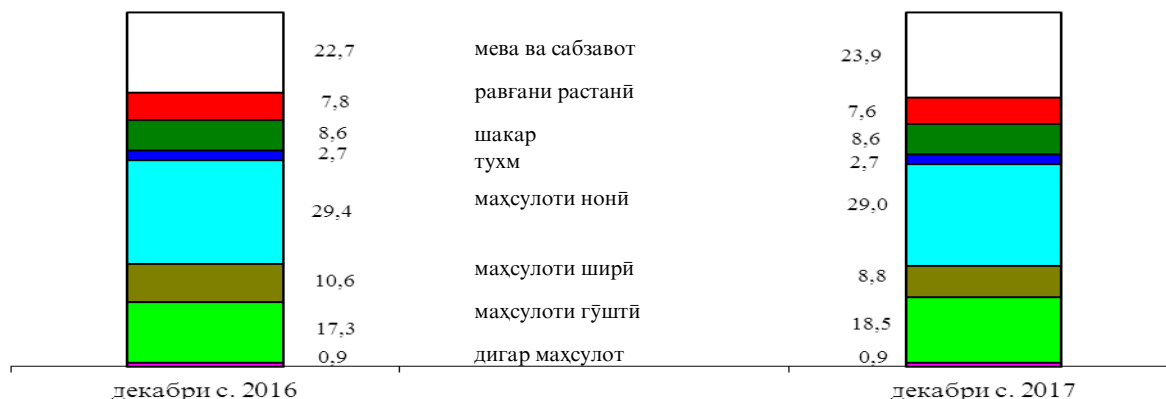 22,7 мева ва сабзавот 23,9
7,8 равғани растанӣ 7,6
8,6 шакар 8,6
2,7 тухм 2,7
29,4 маҳсулоти нонӣ 29,0
10,6 маҳсулоти ширӣ 8,8
17,3 маҳсулоти гӯштӣ 18,5
0,9 дигар маҳсулот 0,9
декабри с. 2016 декабри с. 2017